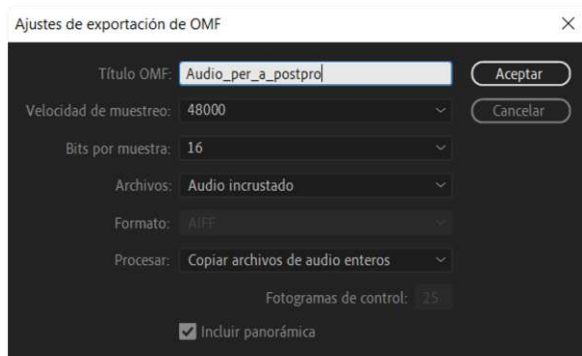 Ajustes de exportación de OMF
Título OMF: Audio_per_a_postpro Aceptar
Velocidad de muestreo: 48000 Cancelar
Bits por muestra: 16
Archivos: Audio incrustado
Formato: AIFF
Procesar: Copiar archivos de audio enteros
Fotogramas de control: 25
Incluir panorámica